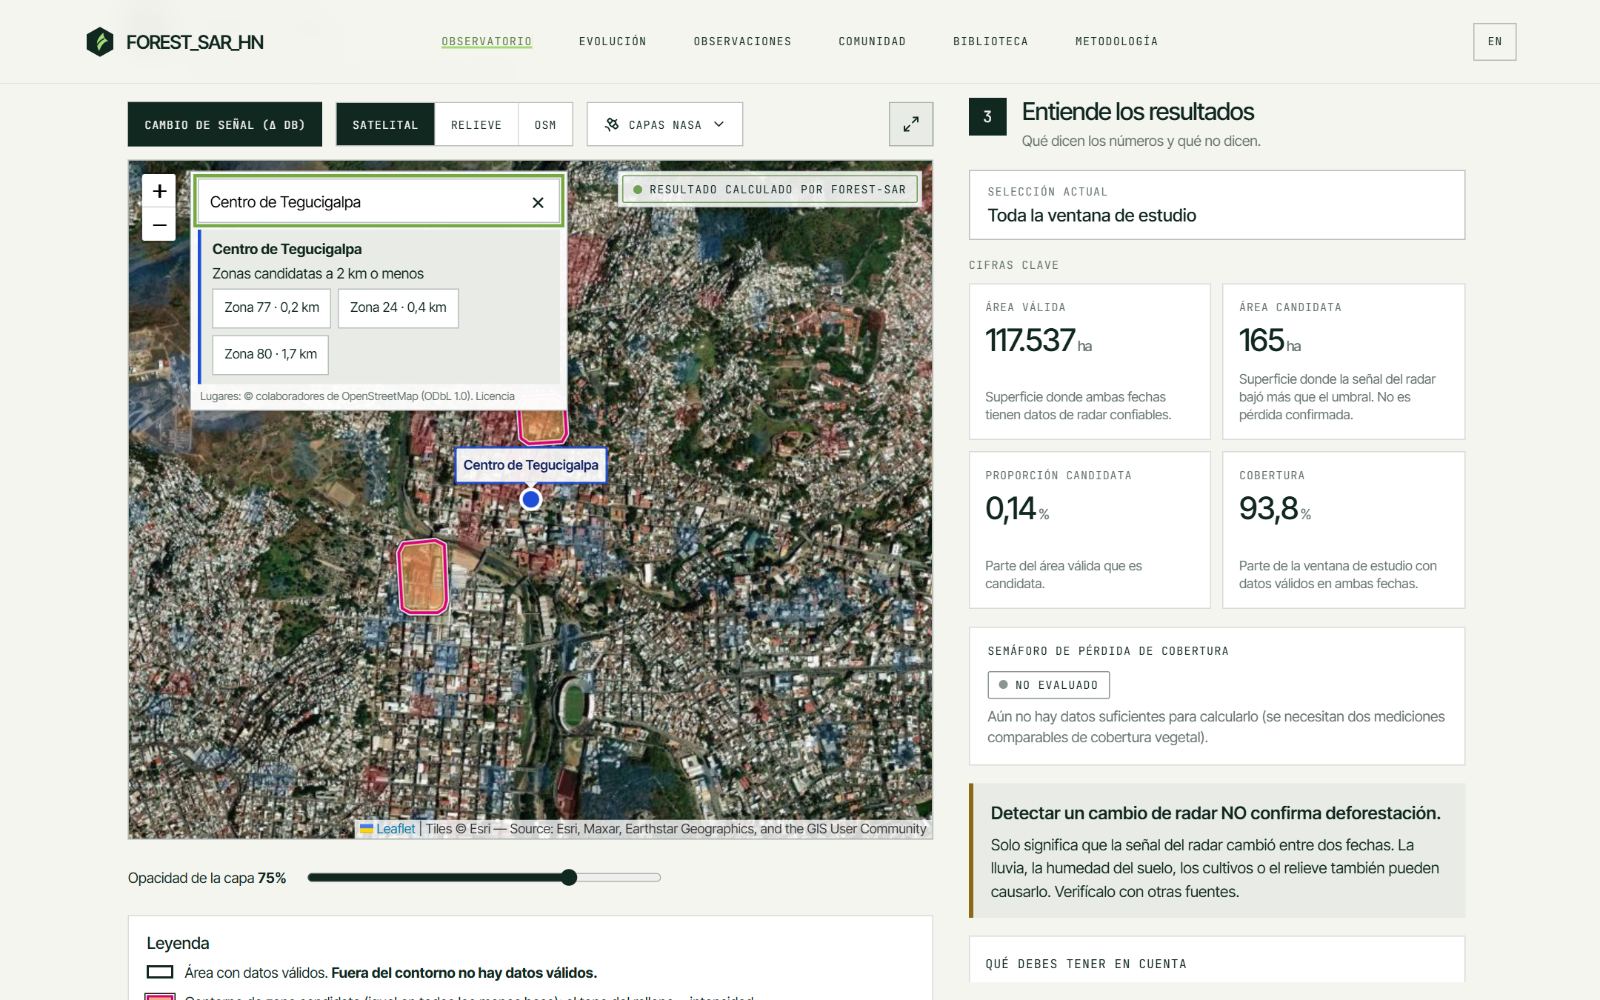 FOREST_SAR_HN
OBSERVATORIO
EVOLUCIÓN
OBSERVACIONES
COMUNIDAD
BIBLIOTECA
METODOLOGÍA
EN
CAMBIO DE SEÑAL (Δ DB)
SATELITAL
RELIEVE
OSM
CAPAS NASA
+
−
Centro de Tegucigalpa
Centro de Tegucigalpa
Zonas candidatas a 2 km o menos
Zona 77 · 0,2 km
Zona 24 · 0,4 km
Zona 80 · 1,7 km
Lugares: © colaboradores de OpenStreetMap (ODbL 1.0). Licencia
RESULTADO CALCULADO POR FOREST-SAR
Centro de Tegucigalpa
Leaflet | Tiles © Esri — Source: Esri, Maxar, Earthstar Geographics, and the GIS User Community
Opacidad de la capa 75%
Leyenda
Área con datos válidos. Fuera del contorno no hay datos válidos.
3
Entiende los resultados
Qué dicen los números y qué no dicen.
SELECCIÓN ACTUAL
Toda la ventana de estudio
CIFRAS CLAVE
ÁREA VÁLIDA
117.537 ha
Superficie donde ambas fechas
tienen datos de radar confiables.
ÁREA CANDIDATA
165 ha
Superficie donde la señal del radar
bajó más que el umbral. No es
pérdida confirmada.
PROPORCIÓN CANDIDATA
0,14 %
Parte del área válida que es
candidata.
COBERTURA
93,8 %
Parte de la ventana de estudio con
datos válidos en ambas fechas.
SEMÁFORO DE PÉRDIDA DE COBERTURA
NO EVALUADO
Aún no hay datos suficientes para calcularlo (se necesitan dos mediciones
comparables de cobertura vegetal).
Detectar un cambio de radar NO confirma deforestación.
Solo significa que la señal del radar cambió entre dos fechas. La
lluvia, la humedad del suelo, los cultivos o el relieve también pueden
causarlo. Verifícalo con otras fuentes.
QUÉ DEBES TENER EN CUENTA